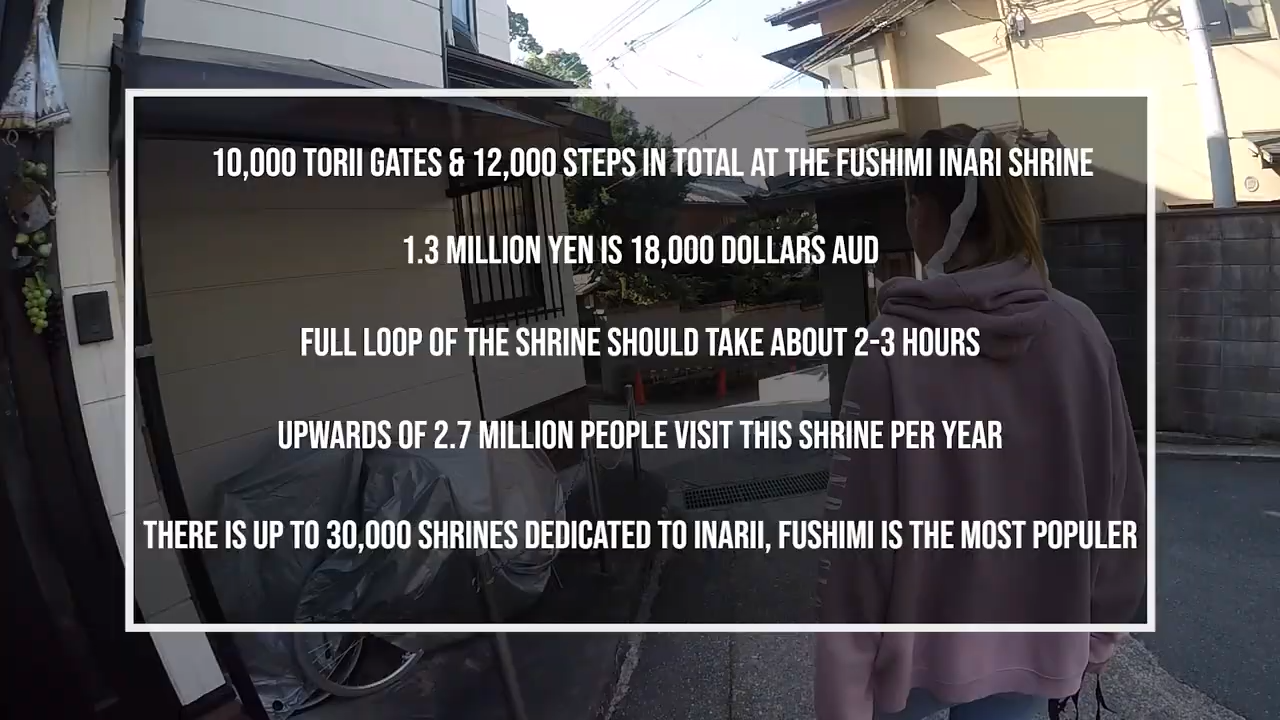 10,000 TORII GATES & 12,000 STEPS IN TOTAL AT THE FUSHIMI INARI SHRINE
1.3 MILLION YEN IS 18,000 DOLLARS AUD
FULL LOOP OF THE SHRINE SHOULD TAKE ABOUT 2-3 HOURS
UPWARDS OF 2.7 MILLION PEOPLE VISIT THIS SHRINE PER YEAR
THERE IS UP TO 30,000 SHRINES DEDICATED TO INARII, FUSHIMI IS THE MOST POPULER